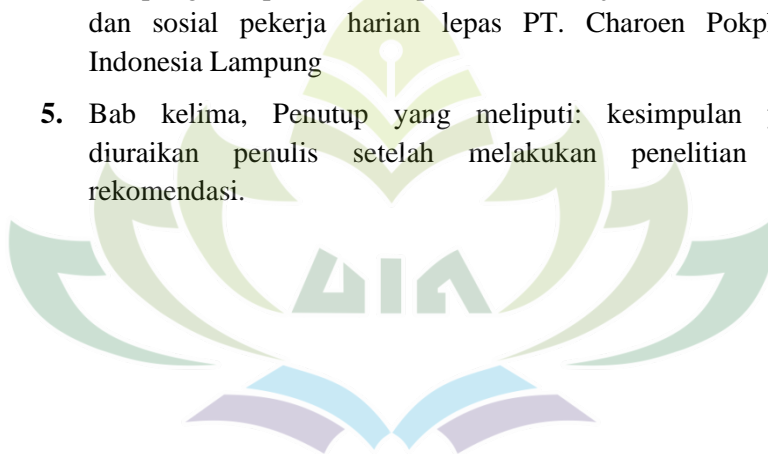 dan sosial pekerja harian lepas PT. Charoen
Indonesia Lampung
5. Bab kelima, Penutup yang meliputi: kesimpulan
diuraikan penulis setelah melakukan penelitian
rekomendasi.
UIN